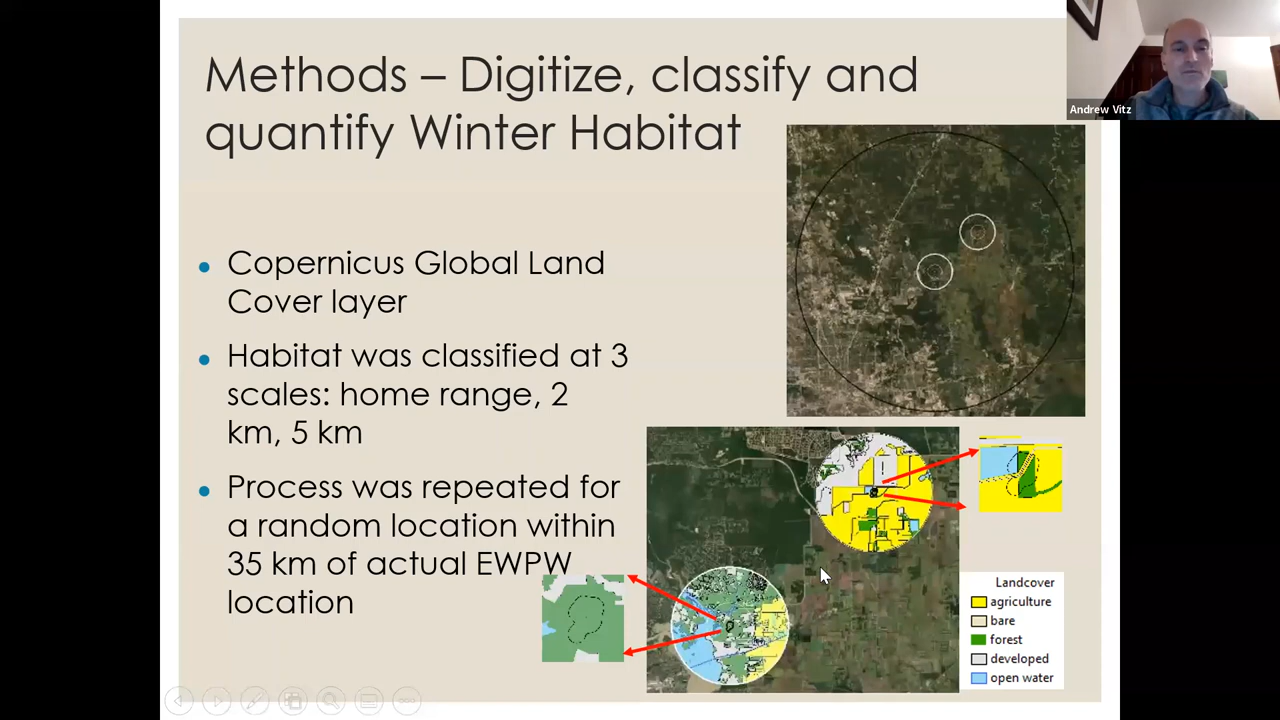 Methods – Digitize, classify and
quantify Winter Habitat
Andrew Vitz
Copernicus Global Land
Cover layer
Habitat was classified at 3
scales: home range, 2
km, 5 km
Process was repeated for
a random location within
35 km of actual EWPW
location
Landcover
agriculture
bare
forest
developed
open water